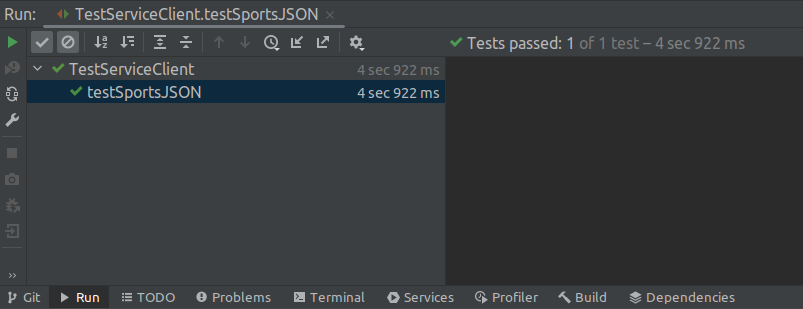 Run: TestServiceClient.testSportsJSON
Tests passed: 1 of 1 test – 4 sec 922 ms
TestServiceClient 4 sec 922 ms
testSportsJSON 4 sec 922 ms
Git Run TODO Problems Terminal Services Profiler Build Dependencies